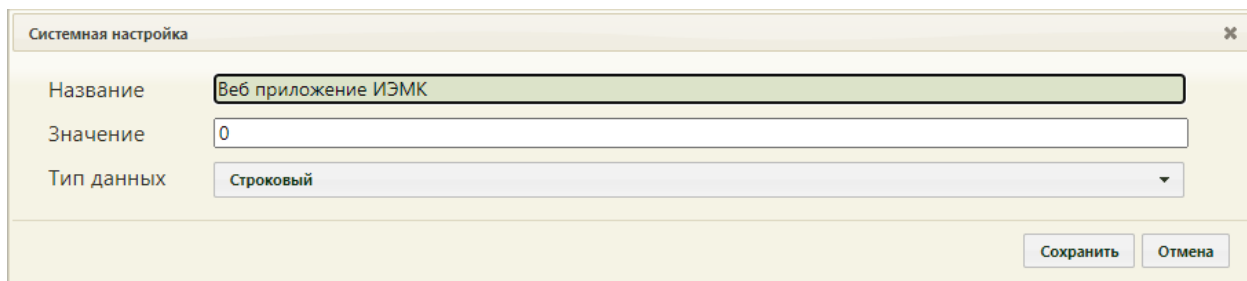 Системная настройка
Название Веб приложение ИЭМК
Значение 0
Тип данных Строковый
Сохранить Отмена